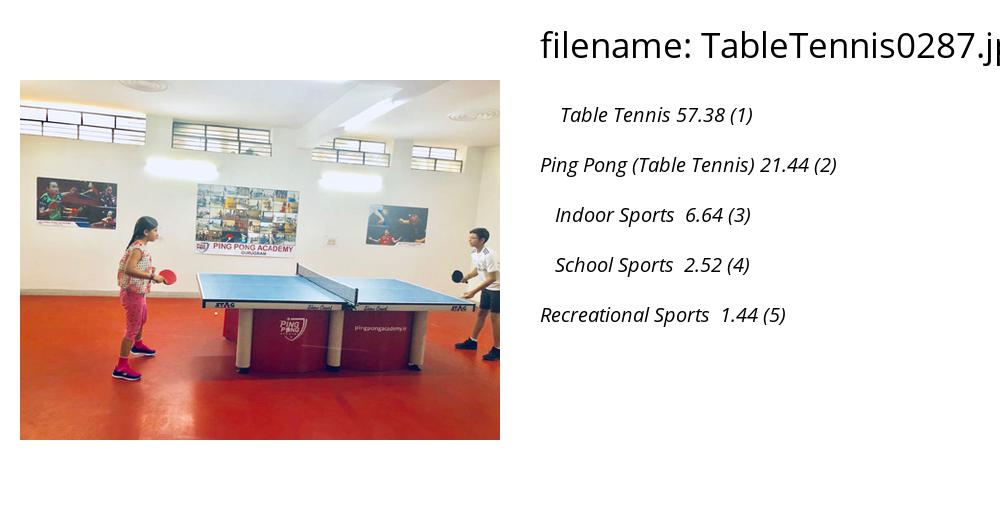 filename: TableTennis0287.jp
Table Tennis 57.38 (1)
Ping Pong (Table Tennis) 21.44 (2)
Indoor Sports 6.64 (3)
School Sports 2.52 (4)
Recreational Sports 1.44 (5)
PING PONG ACADEMY
GURUGRAM
STAG
STAG
PING
PONG
pingpongacademy.in